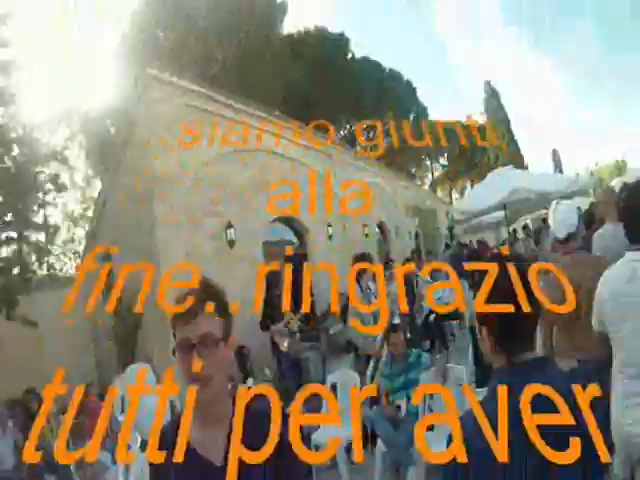 ..siamo giunti
alla
fine..ringrazio
tutti per aver